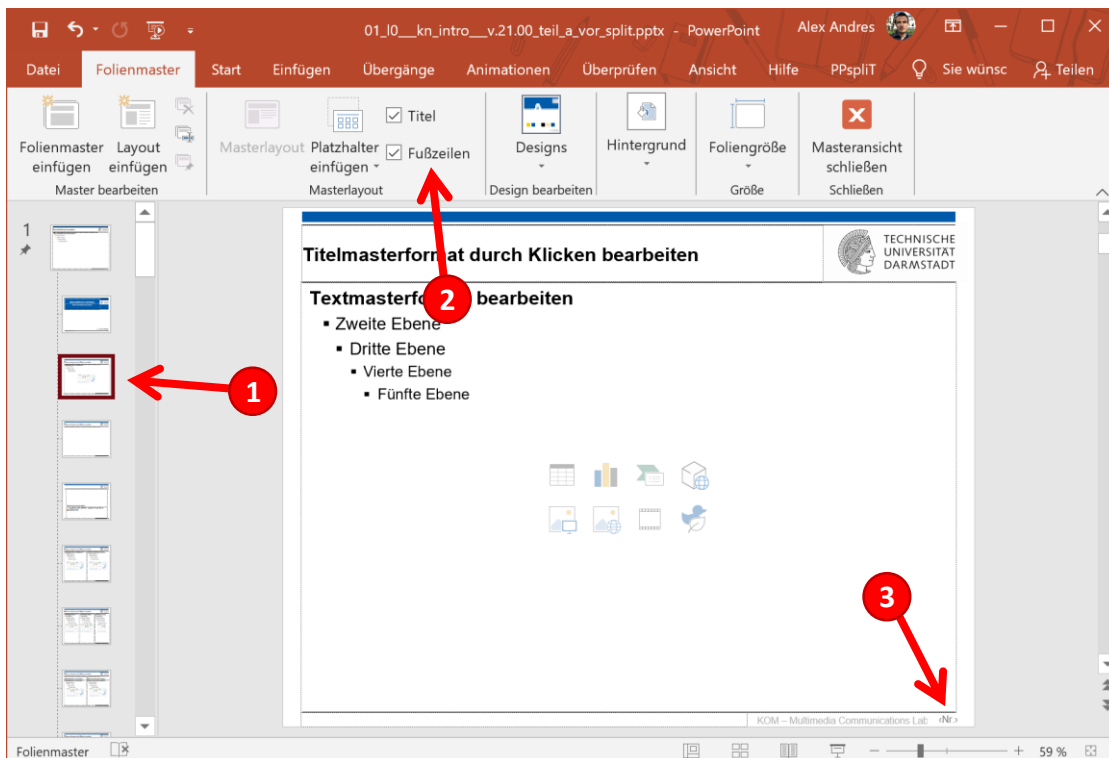 01_l0__kn_intro__v.21.00_teil_a_vor_split.pptx - PowerPoint
Alex Andres
Datei Folienmaster Start Einfügen Übergänge Animationen Überprüfen Ansicht Hilfe PPspliT Sie wünsc Teilen
Folienmaster einfügen
Layout einfügen
Master bearbeiten
Masterlayout
Platzhalter einfügen
Titel
Fußzeilen
Masterlayout
Designs
Design bearbeiten
Hintergrund
Foliengröße
Größe
Masteransicht schließen
Schließen
1
Titelmasterformat durch Klicken bearbeiten
TECHNISCHE
UNIVERSITÄT
DARMSTADT
bearbeiten
Zweite Ebene
Dritte Ebene
Vierte Ebene
Fünfte Ebene
2
1
3
KOM – Multimedia Communications Lab ‹Nr.›
Folienmaster
59 %